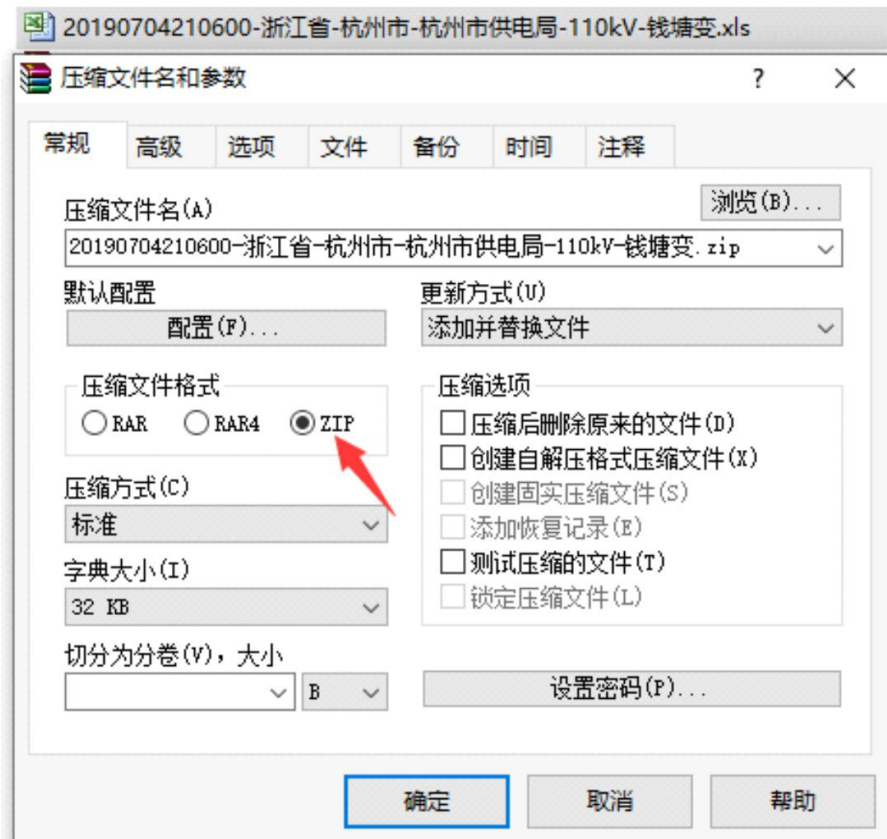 20190704210600-浙江省-杭州市-杭州市供电局-110kV-钱塘变.xls
压缩文件名和参数
?
常规 高级 选项 文件 备份 时间 注释
压缩文件名(A) 浏览(B)...
20190704210600-浙江省-杭州市-杭州市供电局-110kV-钱塘变.zip
默认配置 更新方式(U)
配置(F)... 添加并替换文件
压缩文件格式 压缩选项
RAR RAR4 ZIP 压缩后删除原来的文件(D)
创建自解压格式压缩文件(X)
压缩方式(C) 创建固实压缩文件(S)
标准 添加恢复记录(E)
字典大小(I) 测试压缩的文件(T)
32 KB 锁定压缩文件(L)
切分为分卷(V)，大小
B 设置密码(P)...
确定 取消 帮助